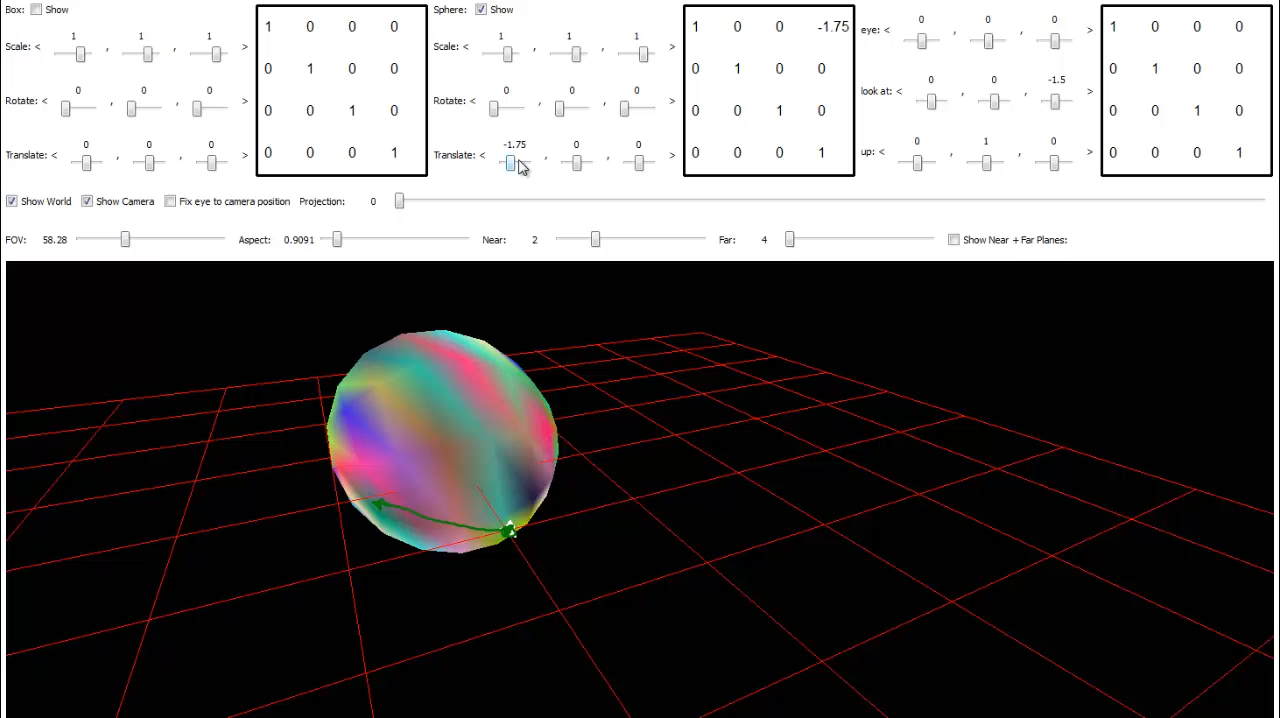 Box: Show
1 1 1
Scale: < , , >
0 0 0
Rotate: < , , >
0 0 0
Translate: < , , >
1 0 0 0
0 1 0 0
0 0 1 0
0 0 0 1
Sphere: Show
1 1 1
Scale: < , , >
0 0 0
Rotate: < , , >
-1.75 0 0
Translate: < , , >
1 0 0 -1.75
0 1 0 0
0 0 1 0
0 0 0 1
0 0 0
eye: < , , >
0 0 -1.5
look at: < , , >
0 1 0
up: < , , >
1 0 0 0
0 1 0 0
0 0 1 0
0 0 0 1
Show World Show Camera Fix eye to camera position Projection: 0
FOV: 58.28 Aspect: 0.9091 Near: 2 Far: 4 Show Near + Far Planes: